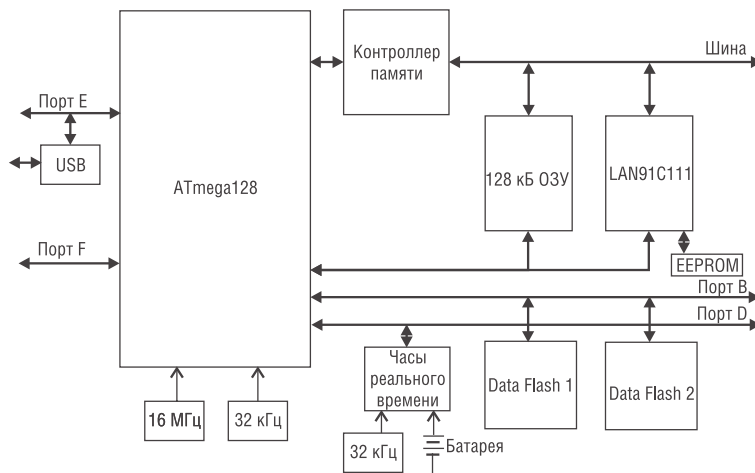 Контроллер
памяти
Шина
Порт E
USB
ATmega128
128 кБ ОЗУ
LAN91C111
Порт F
EEPROM
Порт B
Порт D
Часы
реального
времени
Data Flash 1
Data Flash 2
16 МГц
32 кГц
32 кГц
Батарея